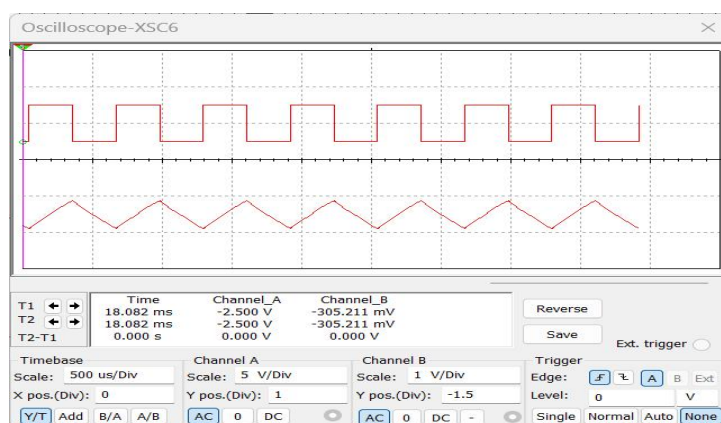 Oscilloscope-XSC6
Time Channel_A Channel_B
T1 18.082 ms -2.500 V -305.211 mV
T2 18.082 ms -2.500 V -305.211 mV
T2-T1 0.000 s 0.000 V 0.000 V
Reverse
Save
Ext. trigger
Timebase Channel A Channel B Trigger
Scale: 500 us/Div Scale: 5 V/Div Scale: 1 V/Div Edge: A B Ext
X pos.(Div): 0 Y pos.(Div): 1 Y pos.(Div): -1.5 Level: 0 V
Y/T Add B/A A/B AC 0 DC AC 0 DC - Single Normal Auto None